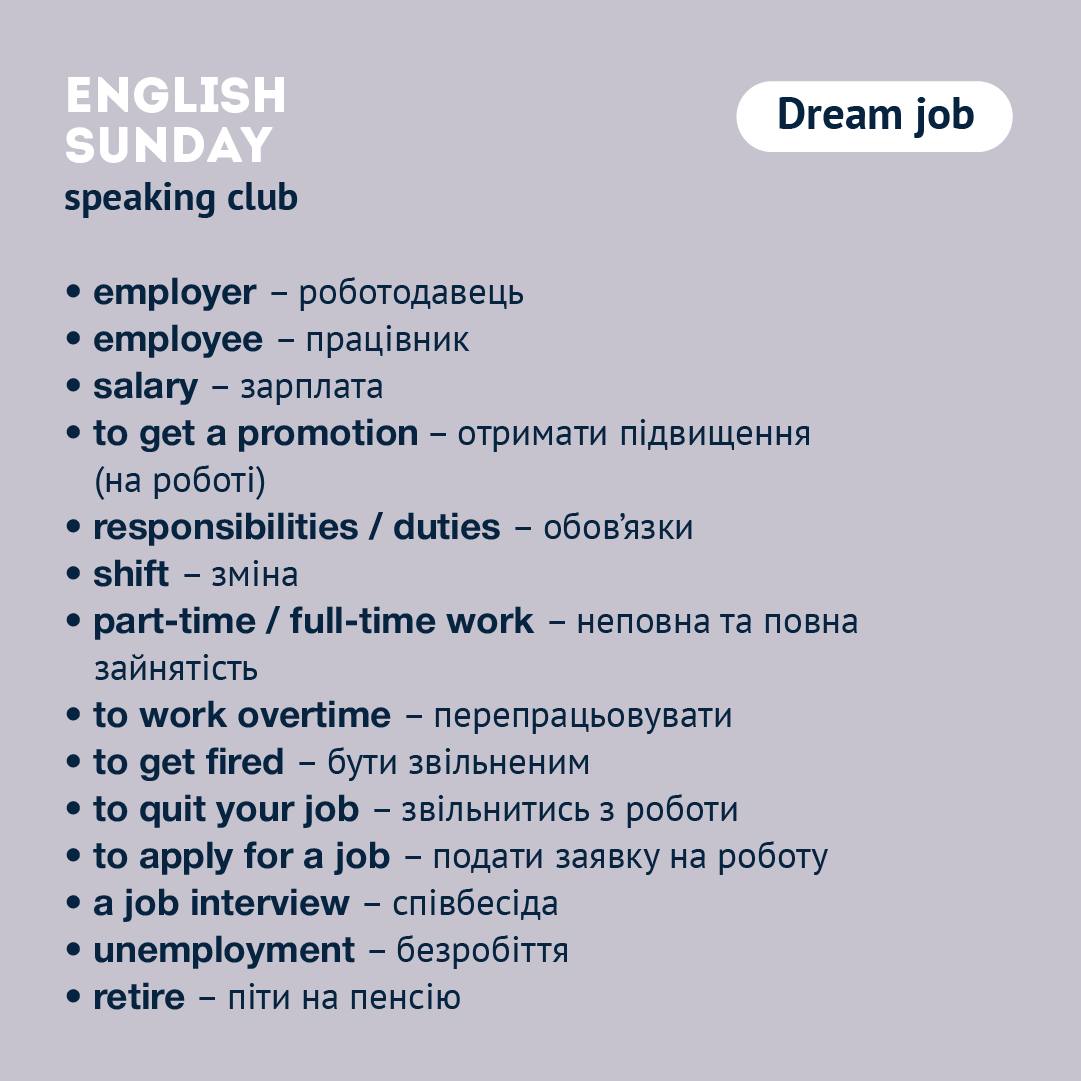 ENGLISH
SUNDAY
speaking club
Dream job
• employer – роботодавець
• employee – працівник
• salary – зарплата
• to get a promotion – отримати підвищення
(на роботі)
• responsibilities / duties – обов’язки
• shift – зміна
• part-time / full-time work – неповна та повна
зайнятість
• to work overtime – перепрацьовувати
• to get fired – бути звільненим
• to quit your job – звільнитись з роботи
• to apply for a job – подати заявку на роботу
• a job interview – співбесіда
• unemployment – безробіття
• retire – піти на пенсію